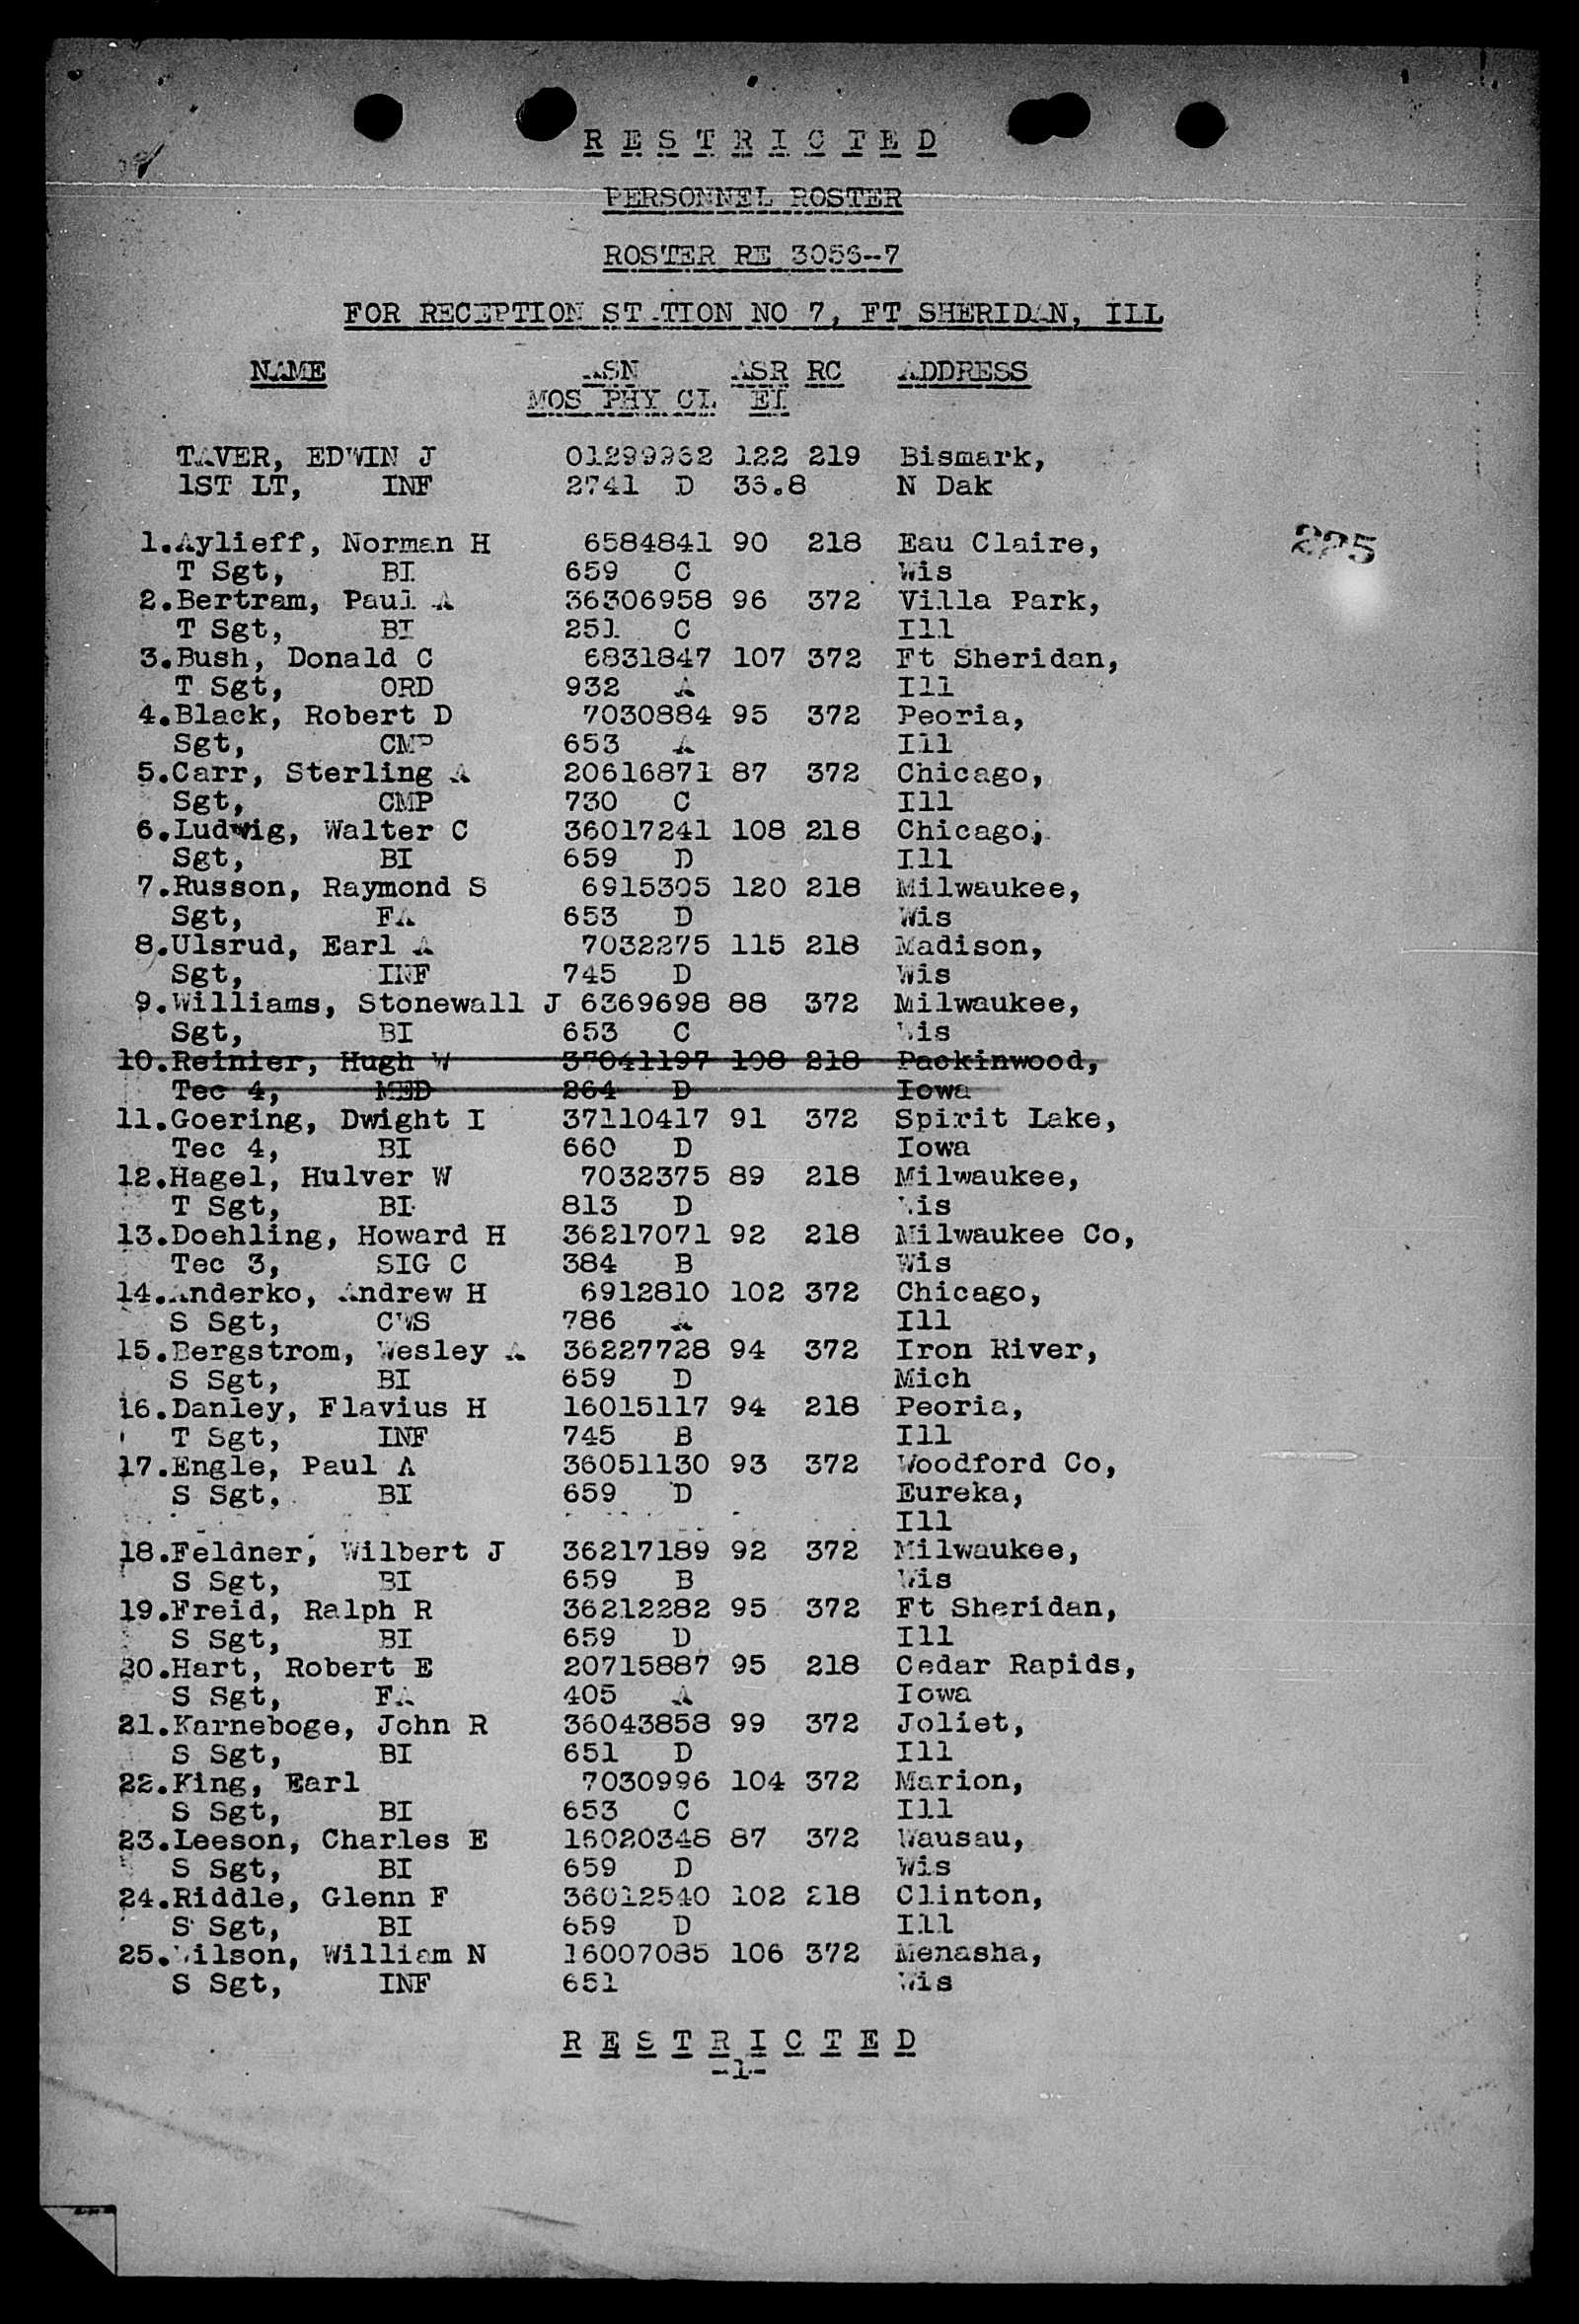 R E S T R I C T E D
PERSONNEL ROSTER
ROSTER RE 3056--7
FOR RECEPTION STATION NO 7, FT SHERIDAN, ILL
NAME ASN ASR RC ADDRESS
MOS PHY CL EI
TAVER, EDWIN J 01299962 122 219 Bismark,
1ST LT, INF 2741 D 36.8 N Dak
225
1.Aylieff, Norman H 6584841 90 218 Eau Claire,
T Sgt, BI 659 C Wis
2.Bertram, Paul A 36306958 96 372 Villa Park,
T Sgt, BI 251 C Ill
3.Bush, Donald C 6831847 107 372 Ft Sheridan,
T Sgt, ORD 932 A Ill
4.Black, Robert D 7030884 95 372 Peoria,
Sgt, CMP 653 A Ill
5.Carr, Sterling A 20616871 87 372 Chicago,
Sgt, CMP 730 C Ill
6.Ludwig, Walter C 36017241 108 218 Chicago,
Sgt, BI 659 D Ill
7.Russon, Raymond S 6915305 120 218 Milwaukee,
Sgt, FA 653 D Wis
8.Ulsrud, Earl A 7032275 115 218 Madison,
Sgt, INF 745 D Wis
9.Williams, Stonewall J 6369698 88 372 Milwaukee,
Sgt, BI 653 C Wis
10.Reinier, Hugh W 37041197 108 218 Packinwood,
Tec 4, MED 264 D Iowa
11.Goering, Dwight I 37110417 91 372 Spirit Lake,
Tec 4, BI 660 D Iowa
12.Hagel, Hulver W 7032375 89 218 Milwaukee,
T Sgt, BI 813 D Wis
13.Doehling, Howard H 36217071 92 218 Milwaukee Co,
Tec 3, SIG C 384 B Wis
14.Anderko, Andrew H 6912810 102 372 Chicago,
S Sgt, CWS 786 A Ill
15.Bergstrom, Wesley A 36227728 94 372 Iron River,
S Sgt, BI 659 D Mich
16.Danley, Flavius H 16015117 94 218 Peoria,
T Sgt, INF 745 B Ill
17.Engle, Paul A 36051130 93 372 Woodford Co,
S Sgt, BI 659 D Eureka,
Ill
18.Feldner, Wilbert J 36217189 92 372 Milwaukee,
S Sgt, BI 659 B Wis
19.Freid, Ralph R 36212282 95 372 Ft Sheridan,
S Sgt, BI 659 D Ill
20.Hart, Robert E 20715887 95 218 Cedar Rapids,
S Sgt, FA 405 A Iowa
21.Karneboge, John R 36043858 99 372 Joliet,
S Sgt, BI 651 D Ill
22.King, Earl 7030996 104 372 Marion,
S Sgt, BI 653 C Ill
23.Leeson, Charles E 16020348 87 372 Wausau,
S Sgt, BI 659 D Wis
24.Riddle, Glenn F 36012540 102 218 Clinton,
S Sgt, BI 659 D Ill
25.Wilson, William N 16007085 106 372 Menasha,
S Sgt, INF 651 Wis
R E S T R I C T E D
-1-